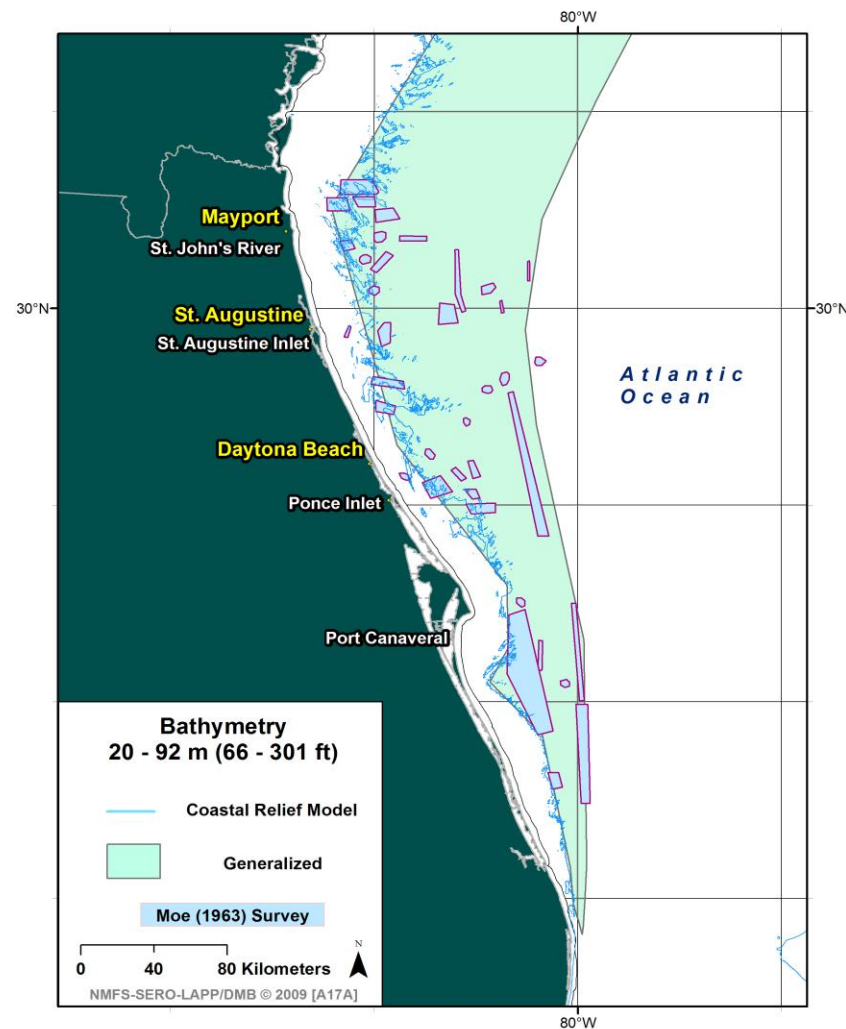 80°W
Mayport
St. John's River
30°N
30°N
St. Augustine
St. Augustine Inlet
Atlantic
Ocean
Daytona Beach
Ponce Inlet
Port Canaveral
Bathymetry
20 - 92 m (66 - 301 ft)
Coastal Relief Model
Generalized
Moe (1963) Survey
N
0 40 80 Kilometers
NMFS-SERO-LAPP/DMB © 2009 [A17A]
80°W